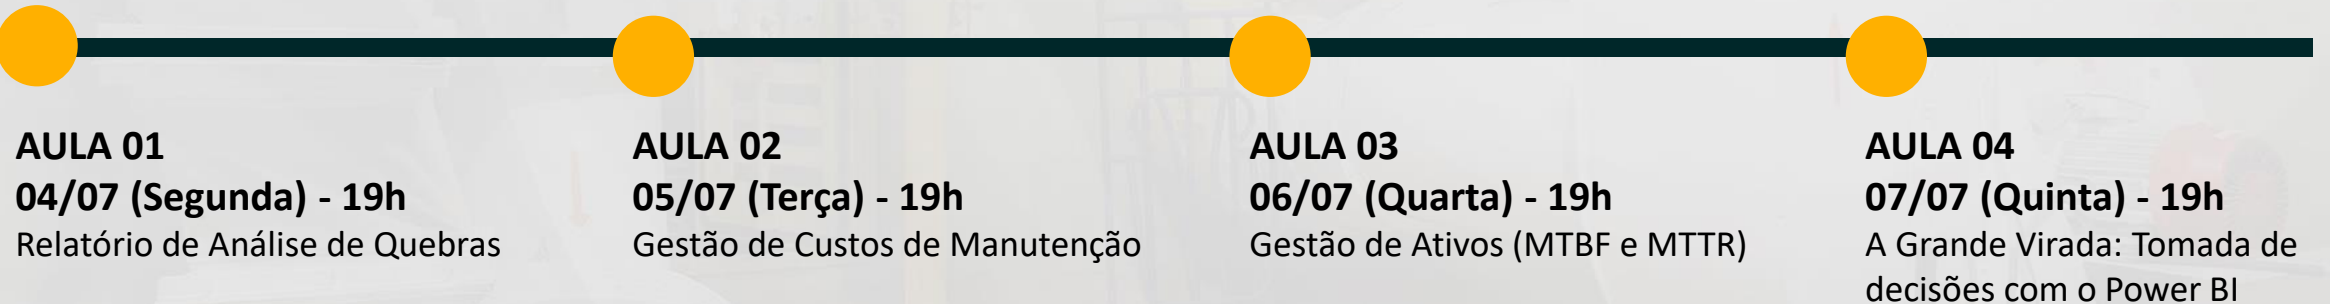 AULA 01
04/07 (Segunda) - 19h
Relatório de Análise de Quebras
AULA 02
05/07 (Terça) - 19h
Gestão de Custos de Manutenção
AULA 03
06/07 (Quarta) - 19h
Gestão de Ativos (MTBF e MTTR)
AULA 04
07/07 (Quinta) - 19h
A Grande Virada: Tomada de
decisões com o Power BI